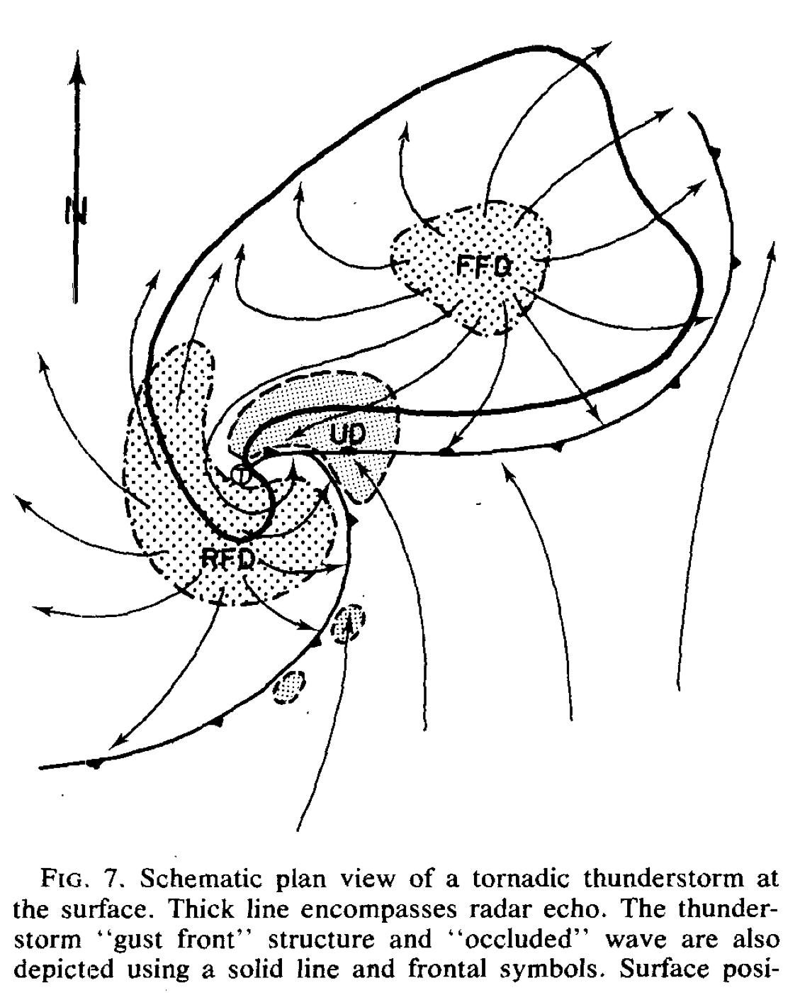 N
FFD
UD
T
RFD
FIG. 7. Schematic plan view of a tornadic thunderstorm at
the surface. Thick line encompasses radar echo. The thunder-
storm “gust front” structure and “occluded” wave are also
depicted using a solid line and frontal symbols. Surface posi-